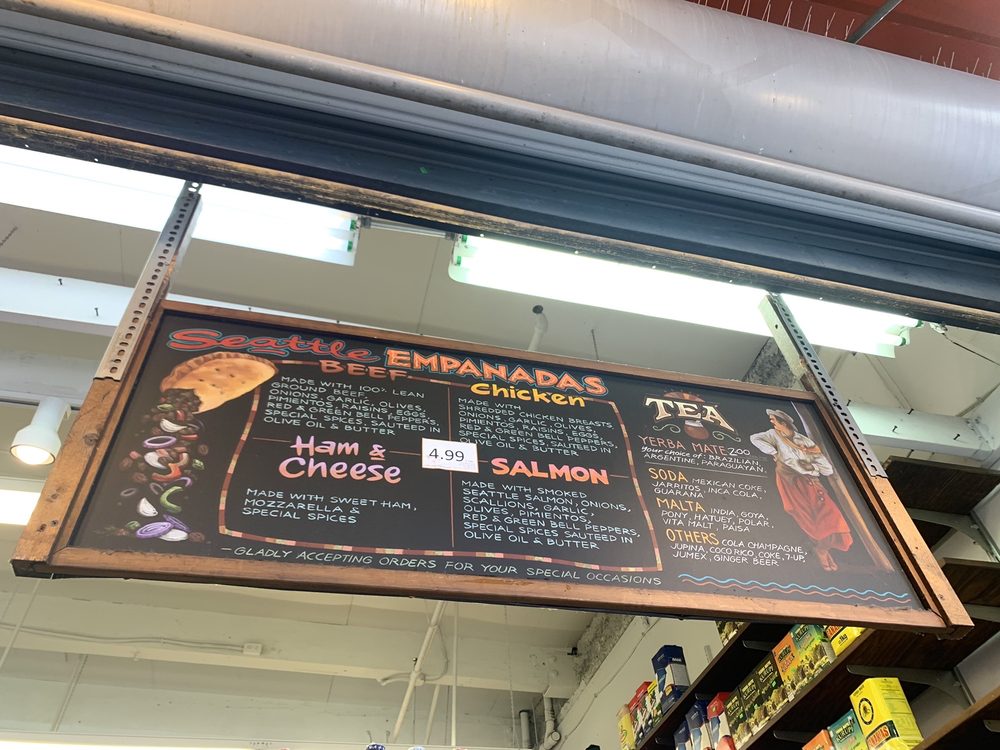 Seattle EMPANADAS
BEEF
MADE WITH 100% LEAN
GROUND BEEF,
ONIONS, GARLIC, OLIVES,
PIMIENTOS, RAISINS, EGGS,
RED & GREEN BELL PEPPERS,
SPECIAL SPICES, SAUTEED IN
OLIVE OIL & BUTTER
Chicken
MADE WITH
SHREDDED CHICKEN BREASTS,
ONIONS, GARLIC, OLIVES,
PIMIENTOS, RAISINS, EGGS,
RED & GREEN BELL PEPPERS,
SPECIAL SPICES, SAUTEED IN
OLIVE OIL & BUTTER
Ham &
Cheese
4.99
MADE WITH SWEET HAM,
MOZZARELLA &
SPECIAL SPICES
SALMON
MADE WITH SMOKED
SEATTLE SALMON, ONIONS,
SCALLIONS, GARLIC,
OLIVES, PIMIENTOS,
RED & GREEN BELL PEPPERS,
SPECIAL SPICES SAUTEED IN
OLIVE OIL & BUTTER
—GLADLY ACCEPTING ORDERS FOR YOUR SPECIAL OCCASIONS
TEA
YERBA MATE 2.00
Your choice of: BRAZILIAN,
ARGENTINE, PARAGUAYAN.
SODA MEXICAN COKE,
JARRITOS, INCA COLA,
GUARANA
MALTA INDIA, GOYA,
PONY, HATUEY, POLAR,
VITA MALT, PAISA
OTHERS COLA CHAMPAGNE,
JUPINA, COCO RICO, COKE, 7-UP,
JUMEX, GINGER BEER